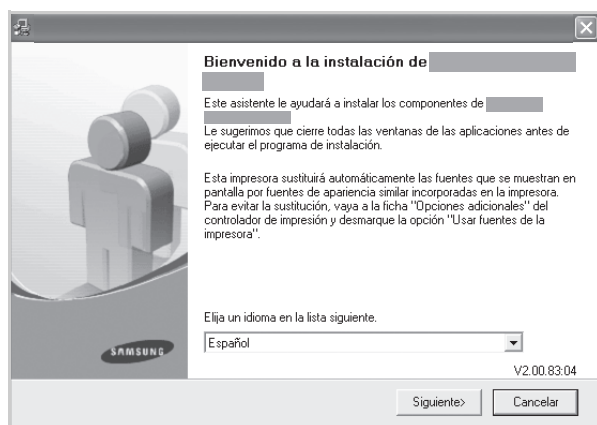 Bienvenido a la instalación de
Este asistente le ayudará a instalar los componentes de
Le sugerimos que cierre todas las ventanas de las aplicaciones antes de
ejecutar el programa de instalación.
Esta impresora sustituirá automáticamente las fuentes que se muestran en
pantalla por fuentes de apariencia similar incorporadas en la impresora.
Para evitar la sustitución, vaya a la ficha "Opciones adicionales" del
controlador de impresión y desmarque la opción "Usar fuentes de la
impresora".
Elija un idioma en la lista siguiente.
Español
SAMSUNG
V2.00.83:04
Siguiente>
Cancelar